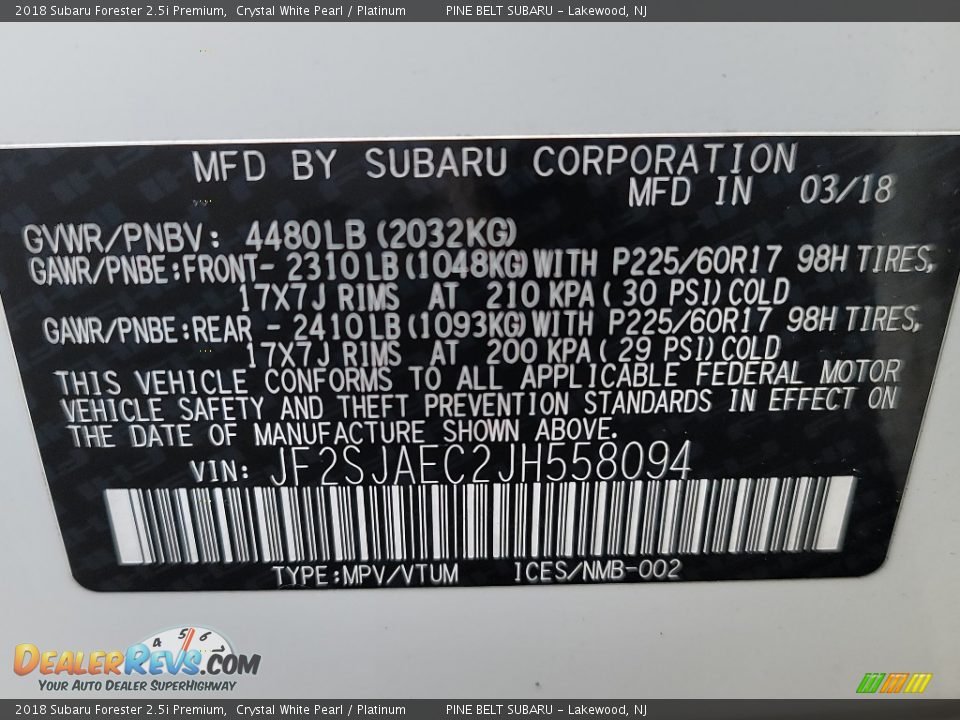 2018 Subaru Forester 2.5i Premium, Crystal White Pearl / Platinum PINE BELT SUBARU - Lakewood, NJ
MFD BY SUBARU CORPORATION
MFD IN 03/18
GVWR/PNBV: 4480LB (2032KG)
GAWR/PNBE:FRONT- 2310LB(1048KG)WITH P225/60R17 98H TIRES,
17X7J RIMS AT 210 KPA( 30 PSI)COLD
GAWR/PNBE:REAR - 2410LB(1093KG)WITH P225/60R17 98H TIRES,
17X7J RIMS AT 200 KPA( 29 PSI)COLD
THIS VEHICLE CONFORMS TO ALL APPLICABLE FEDERAL MOTOR
VEHICLE SAFETY AND THEFT PREVENTION STANDARDS IN EFFECT ON
THE DATE OF MANUFACTURE SHOWN ABOVE.
VIN: JF2SJAEC2JH558094
TYPE:MPV/VTUM ICES/NMB-002
4 5 6 7
DEALERREVS.COM
YOUR AUTO DEALER SUPERHIGHWAY
2018 Subaru Forester 2.5i Premium, Crystal White Pearl / Platinum PINE BELT SUBARU - Lakewood, NJ